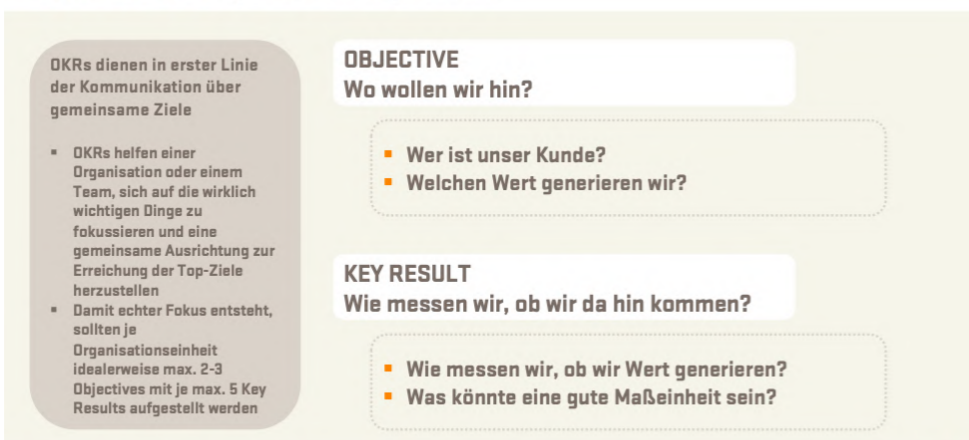 OKRs dienen in erster Linie
der Kommunikation über
gemeinsame Ziele
▪ OKRs helfen einer
Organisation oder einem
Team, sich auf die wirklich
wichtigen Dinge zu
fokussieren und eine
gemeinsame Ausrichtung zur
Erreichung der Top-Ziele
herzustellen
▪ Damit echter Fokus entsteht,
sollten je
Organisationseinheit
idealerweise max. 2-3
Objectives mit je max. 5 Key
Results aufgestellt werden
OBJECTIVE
Wo wollen wir hin?
▪ Wer ist unser Kunde?
▪ Welchen Wert generieren wir?
KEY RESULT
Wie messen wir, ob wir da hin kommen?
▪ Wie messen wir, ob wir Wert generieren?
▪ Was könnte eine gute Maßeinheit sein?